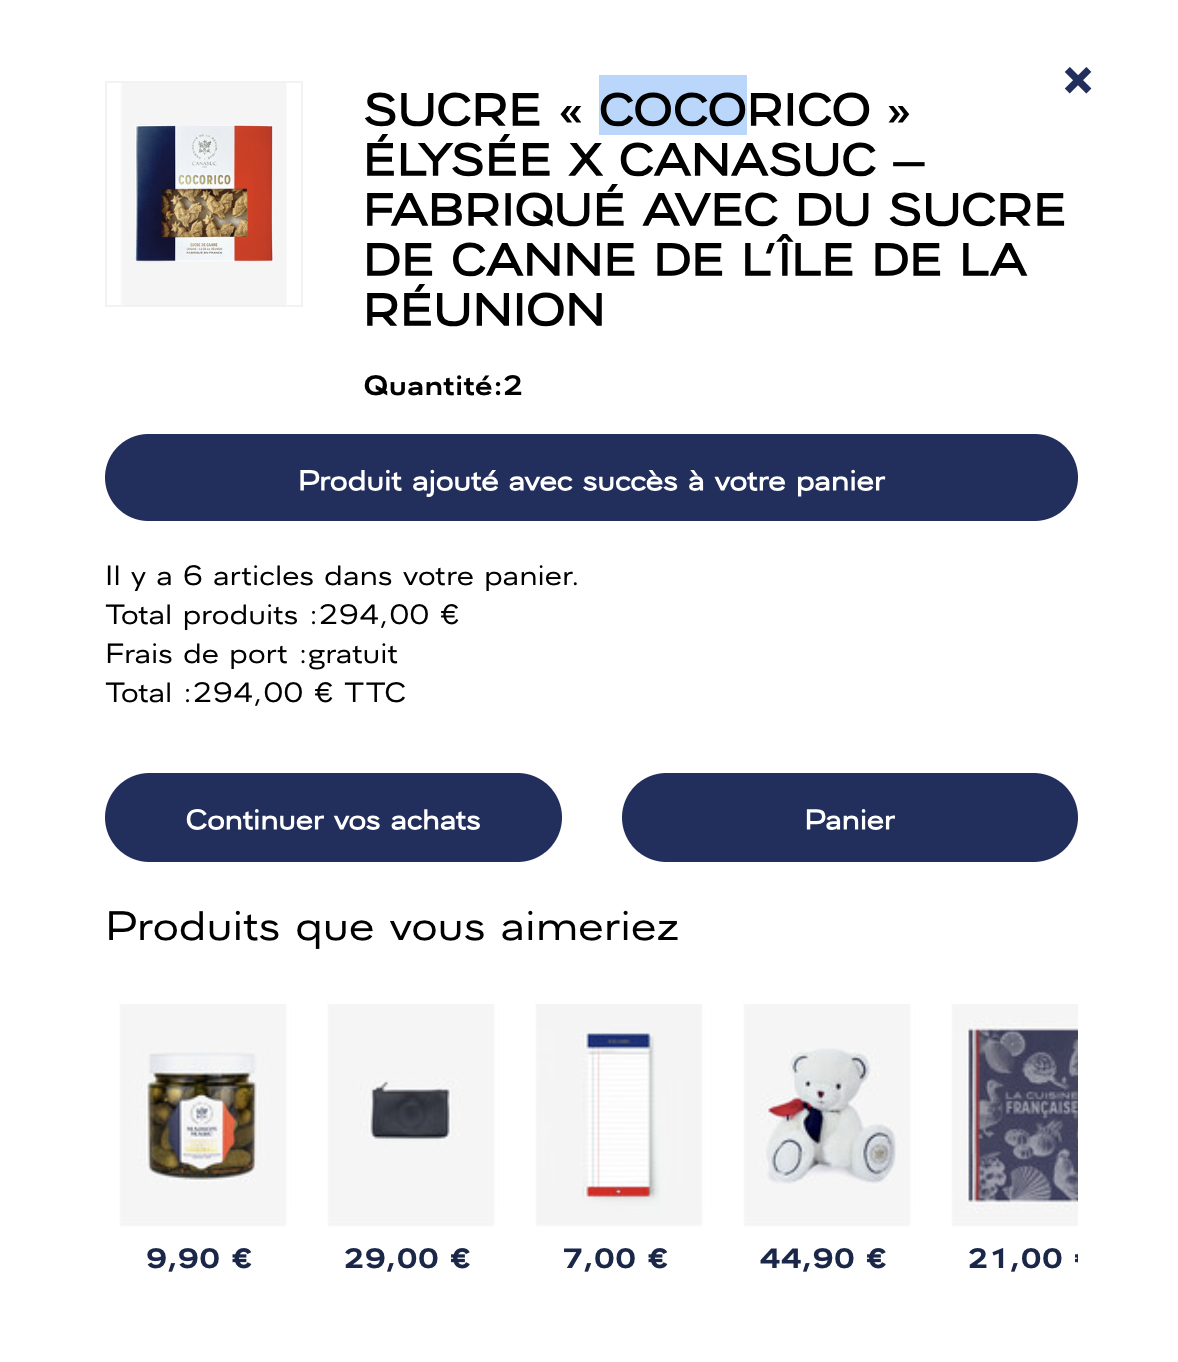 SUCRE « COCORICO »
ÉLYSÉE X CANASUC –
FABRIQUÉ AVEC DU SUCRE
DE CANNE DE L’ÎLE DE LA
RÉUNION
CANASUC
COCORICO
Quantité:2
Produit ajouté avec succès à votre panier
Il y a 6 articles dans votre panier.
Total produits :294,00 €
Frais de port :gratuit
Total :294,00 € TTC
Continuer vos achats
Panier
Produits que vous aimeriez
LA CUISINE
FRANÇAISE
9,90 €
29,00 €
7,00 €
44,90 €
21,00